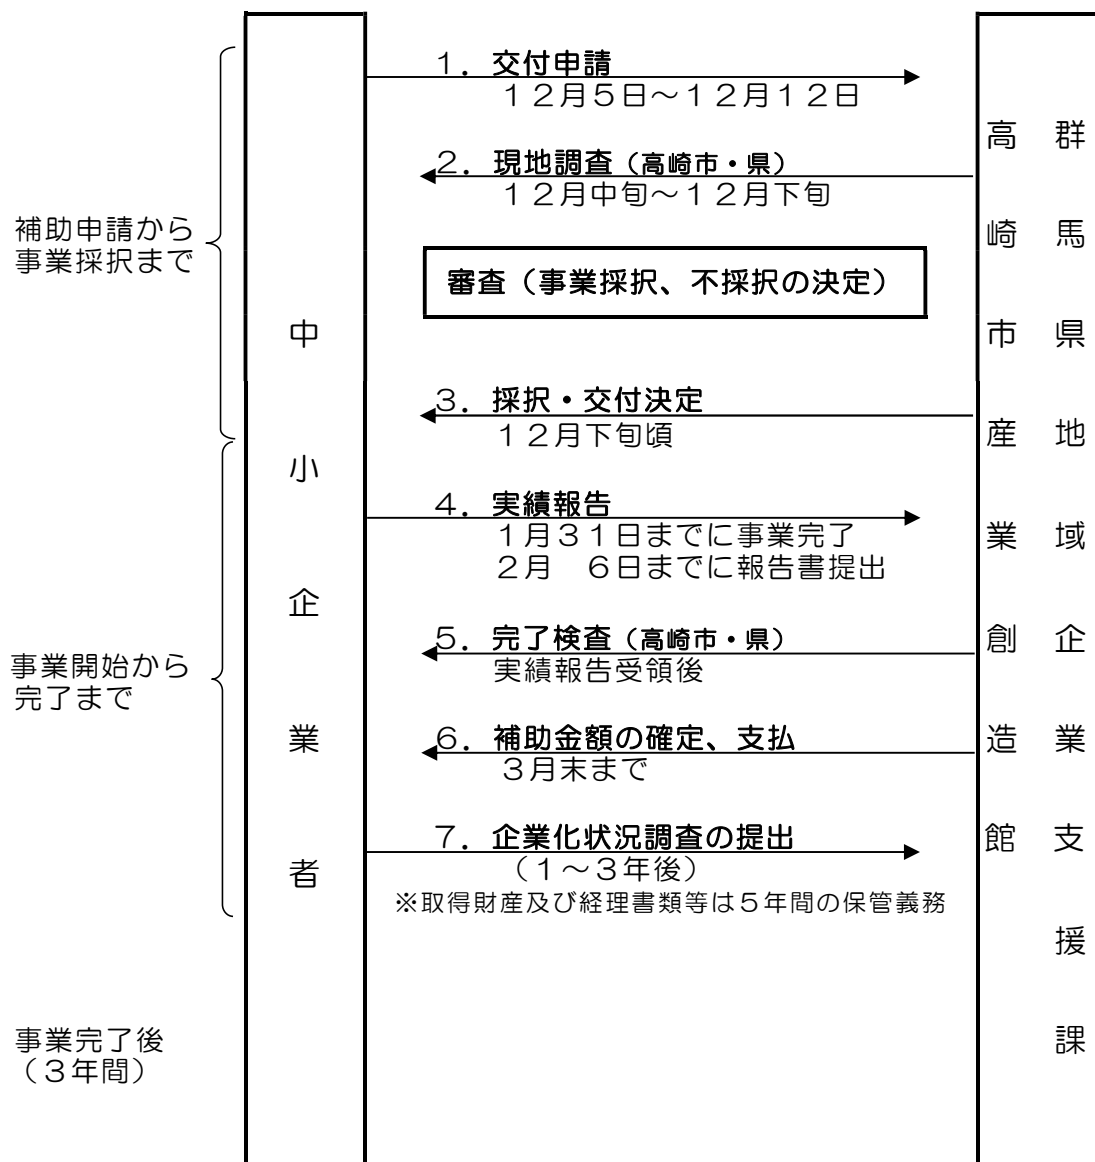 補助申請から
事業採択まで
事業開始から
完了まで
事業完了後
(3年間)
中小企業者
1.交付申請
12月5日~12月12日
2.現地調査(高崎市・県)
12月中旬~12月下旬
審査(事業採択、不採択の決定)
3.採択・交付決定
12月下旬頃
4.実績報告
1月31日までに事業完了
2月 6日までに報告書提出
5.完了検査(高崎市・県)
実績報告受領後
6.補助金額の確定、支払
3月末まで
7.企業化状況調査の提出
(1~3年後)
※取得財産及び経理書類等は5年間の保管義務
群馬県地域企業支援課
高崎市産業創造館